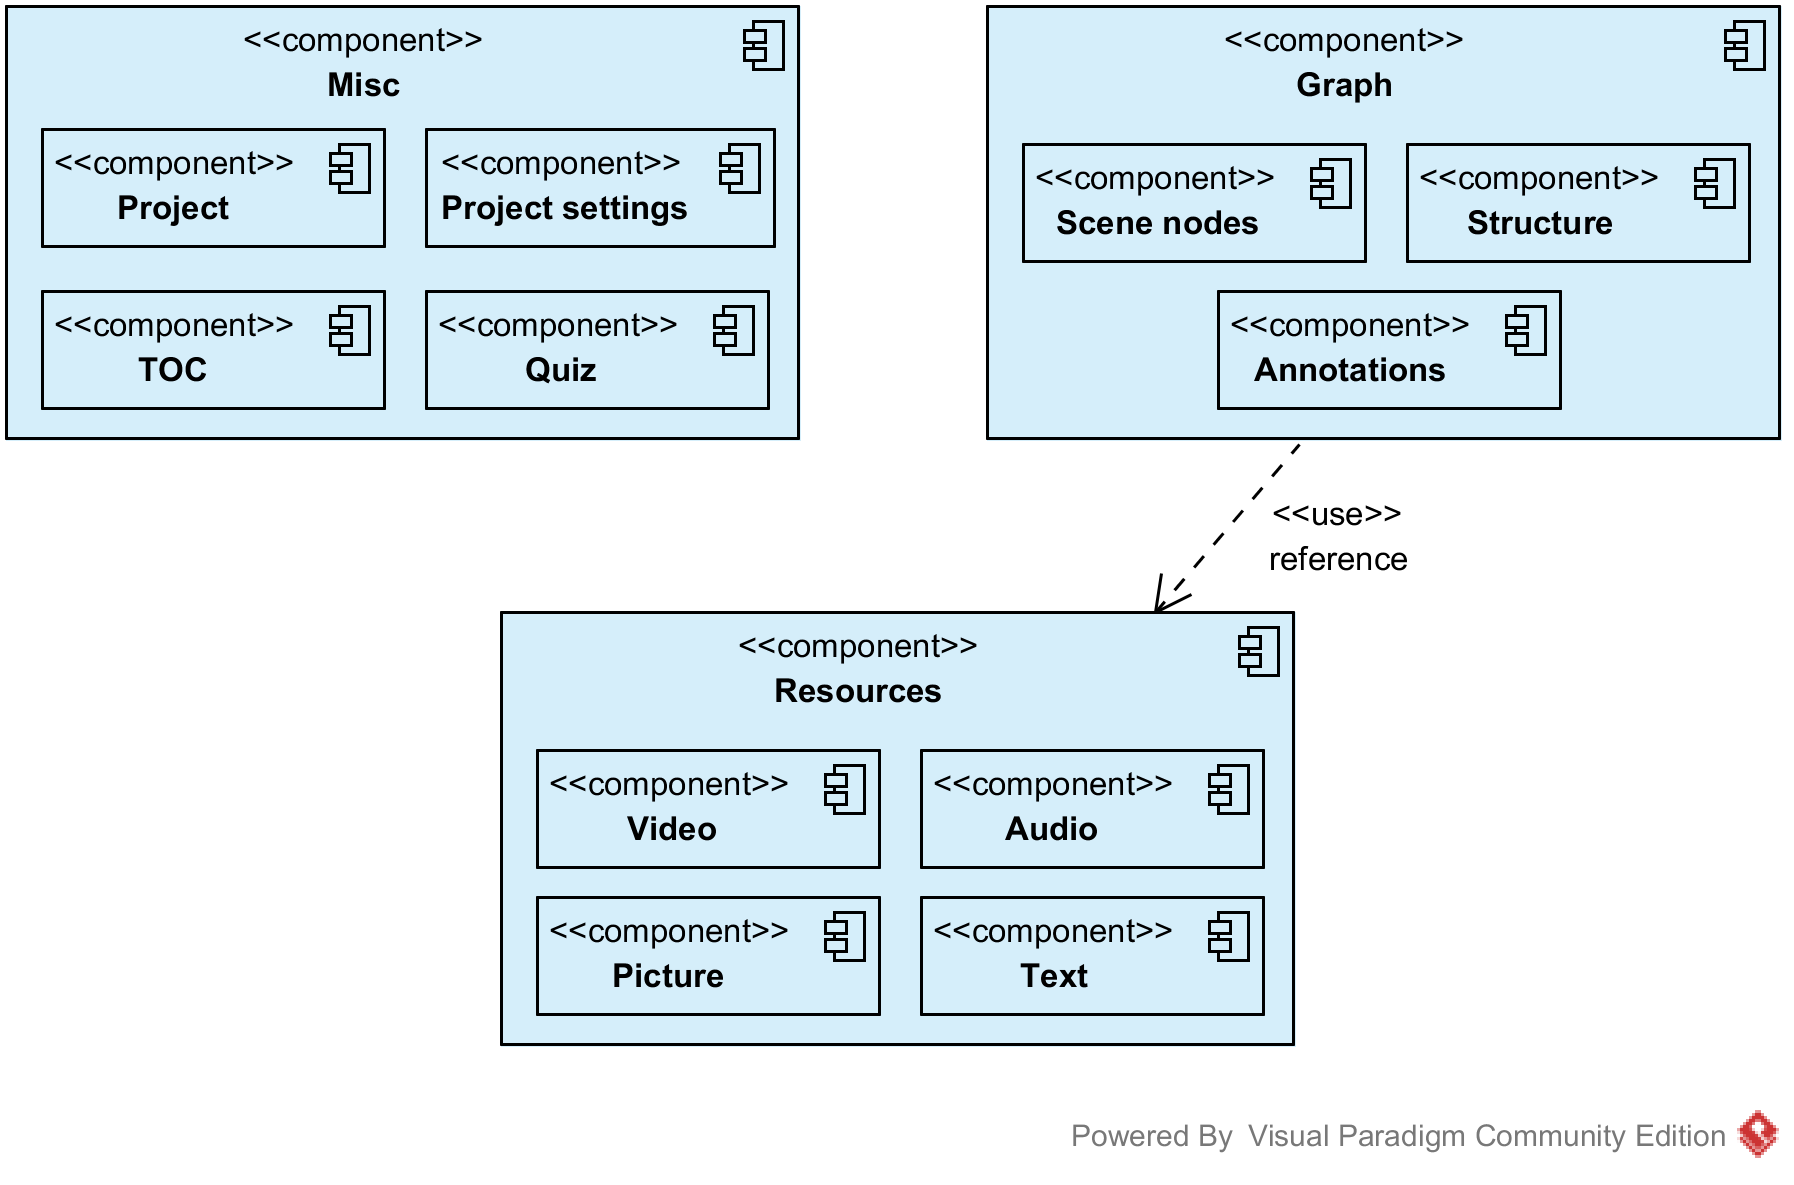 <<component>>
Misc
<<component>>
Project
<<component>>
Project settings
<<component>>
TOC
<<component>>
Quiz
<<component>>
Graph
<<component>>
Scene nodes
<<component>>
Structure
<<component>>
Annotations
<<use>>
reference
<<component>>
Resources
<<component>>
Video
<<component>>
Audio
<<component>>
Picture
<<component>>
Text
Powered By Visual Paradigm Community Edition